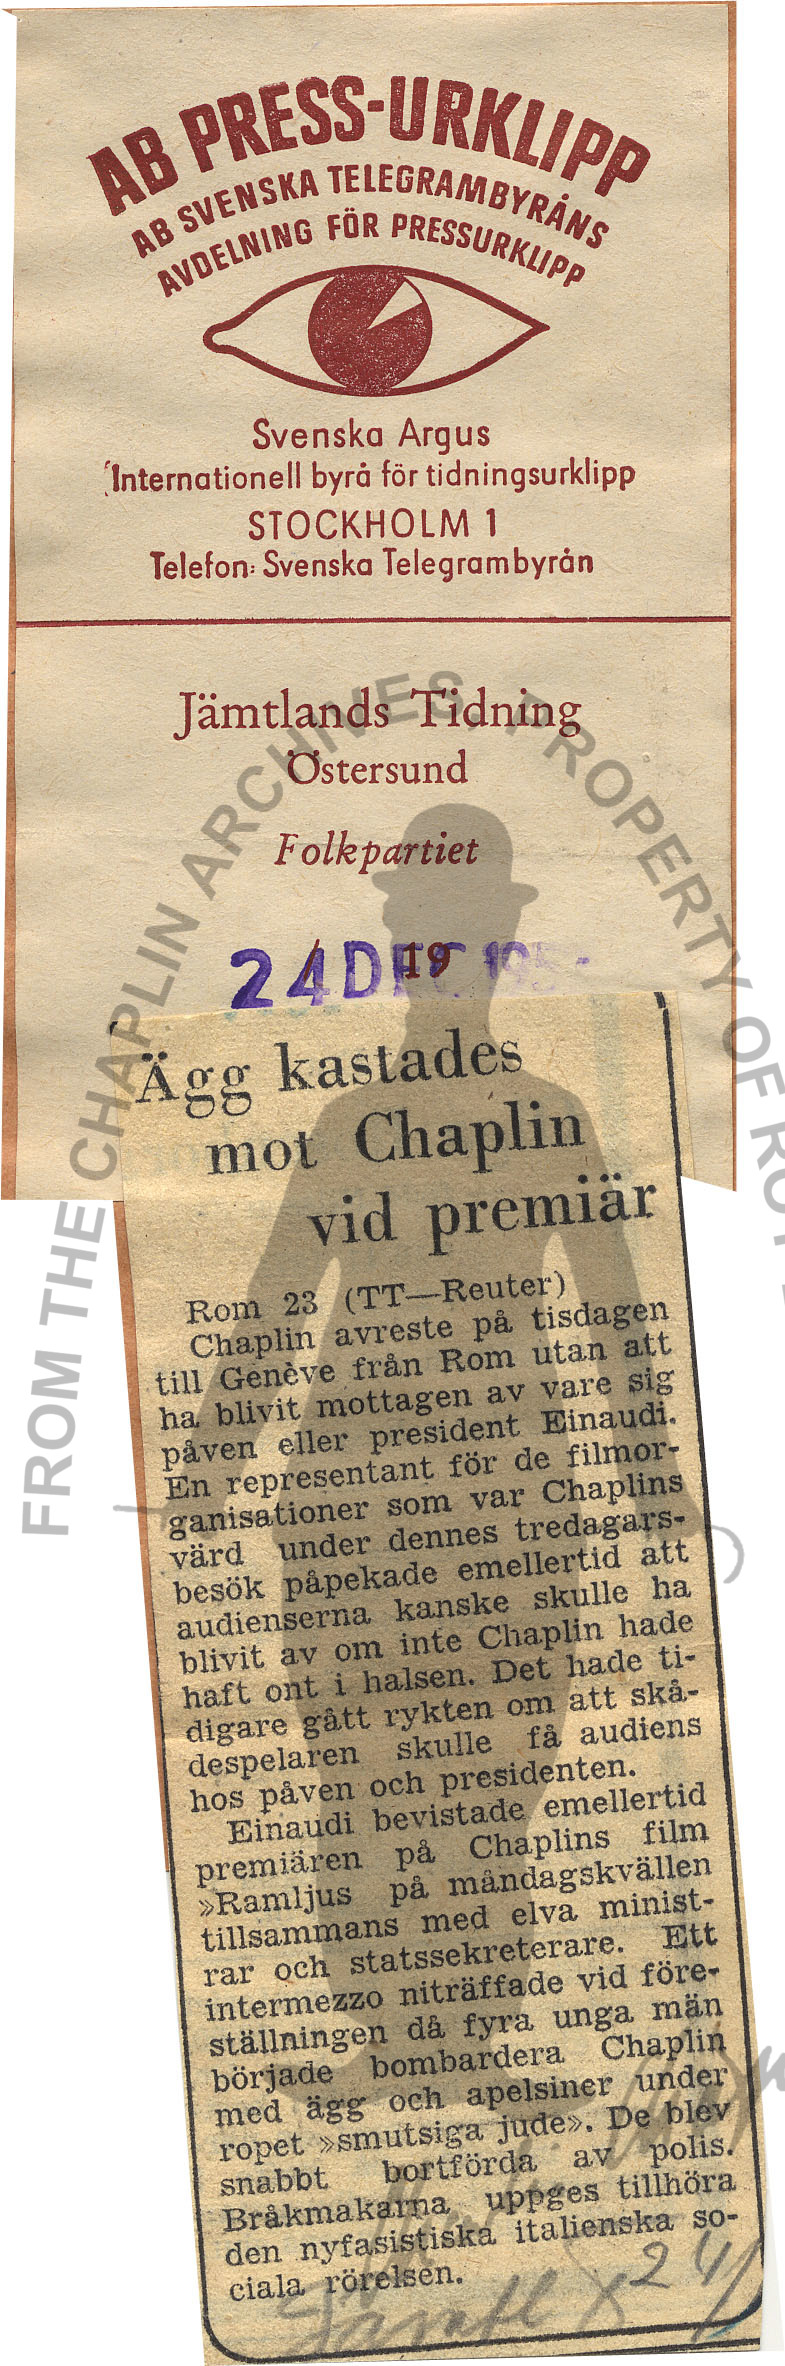 AB PRESS-URKLIPP
AB SVENSKA TELEGRAMBYRÅNS
AVDELNING FÖR PRESSURKLIPP
Svenska Argus
Internationell byrå för tidningsurklipp
STOCKHOLM 1
Telefon: Svenska Telegrambyrån
Jämtlands Tidning
Östersund
Folkpartiet
24 DEC 195
19
Ägg kastades
mot Chaplin
vid premiär
Rom 23 (TT—Reuter)
Chaplin avreste på tisdagen
till Genève från Rom utan att
ha blivit mottagen av vare sig
påven eller president Einaudi.
En representant för de filmor-
ganisationer som var Chaplins
värd under dennes tredagars-
besök påpekade emellertid att
audienserna kanske skulle ha
blivit av om inte Chaplin hade
haft ont i halsen. Det hade ti-
digare gått rykten om att skå-
despelaren skulle få audiens
hos påven och presidenten.
Einaudi bevistade emellertid
premiären på Chaplins film
»Ramljus på måndagskvällen
tillsammans med elva minist-
rar och statssekreterare. Ett
intermezzo niträffade vid före-
ställningen då fyra unga män
började bombardera Chaplin
med ägg och apelsiner under
ropet »smutsiga jude». De blev
snabbt bortförda av polis.
Bråkmakarna uppges tillhöra
den nyfasistiska italienska so-
ciala rörelsen.
24/
FROM THE CHAPLIN ARCHIVES, PROPERTY OF ROY